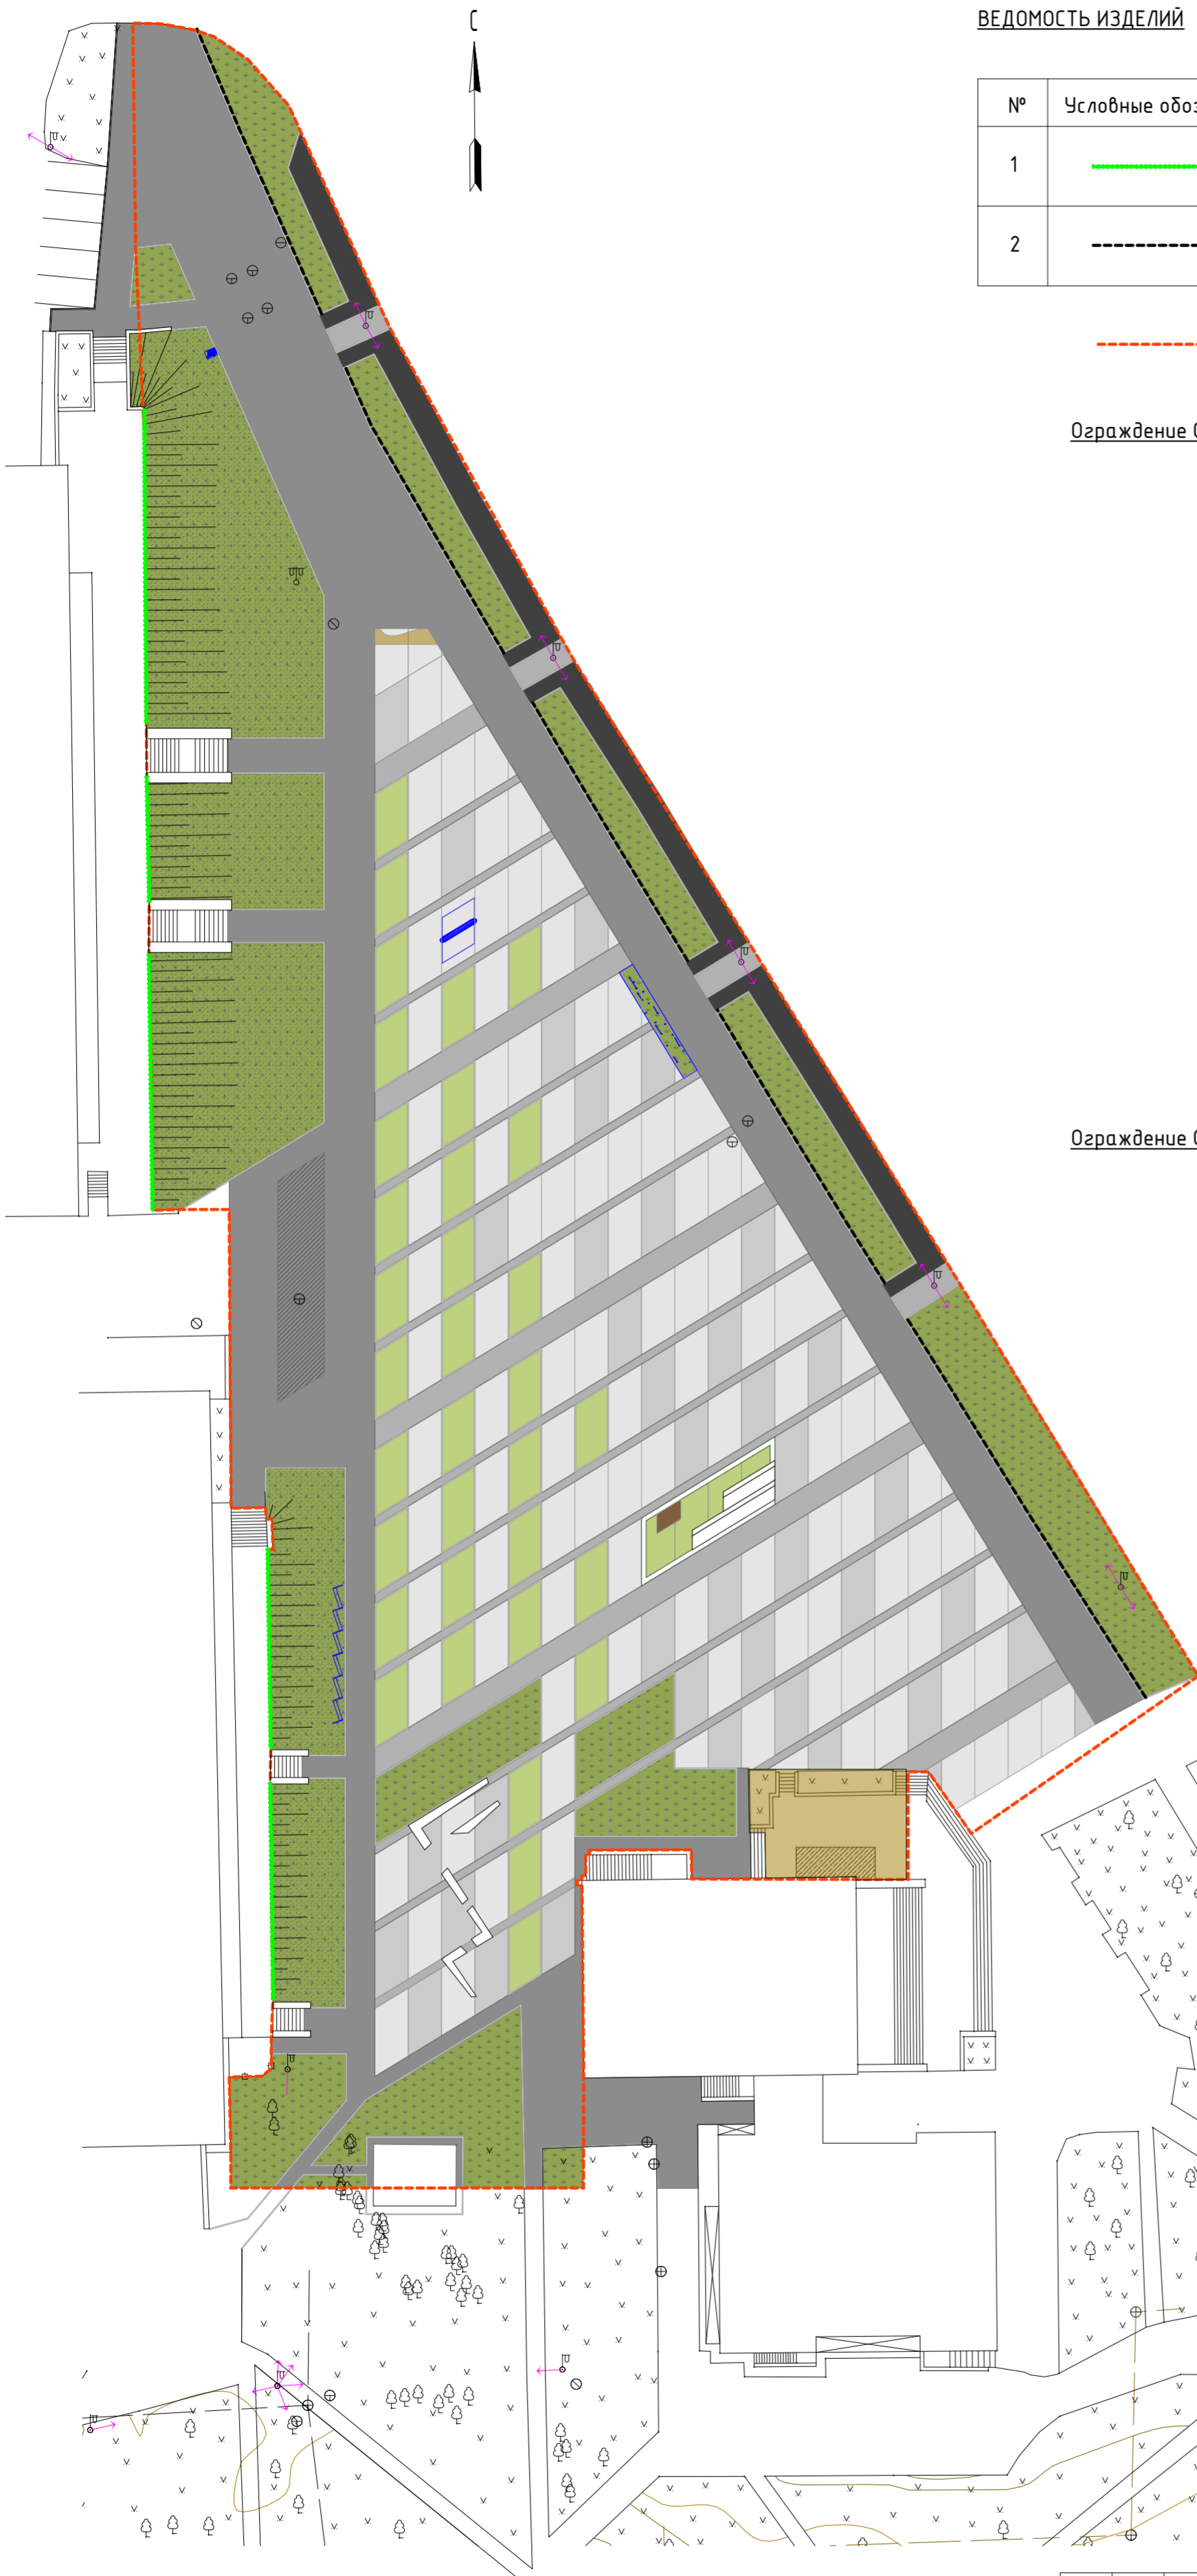 С
ВЕДОМОСТЬ ИЗДЕЛИЙ
№ Условные обоз
1
2
Ограждение
Ограждение